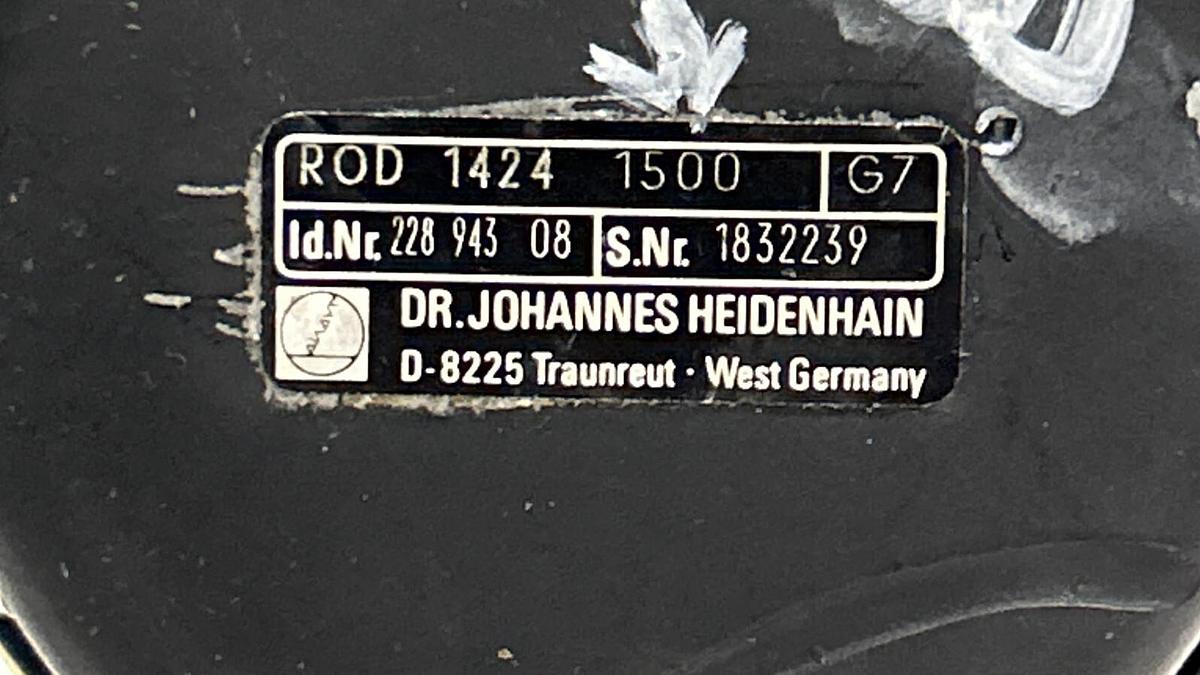 ROD 1424 1500 G7
Id.Nr. 228 943 08 S.Nr. 1832239
DR. JOHANNES HEIDENHAIN
D-8225 Traunreut · West Germany